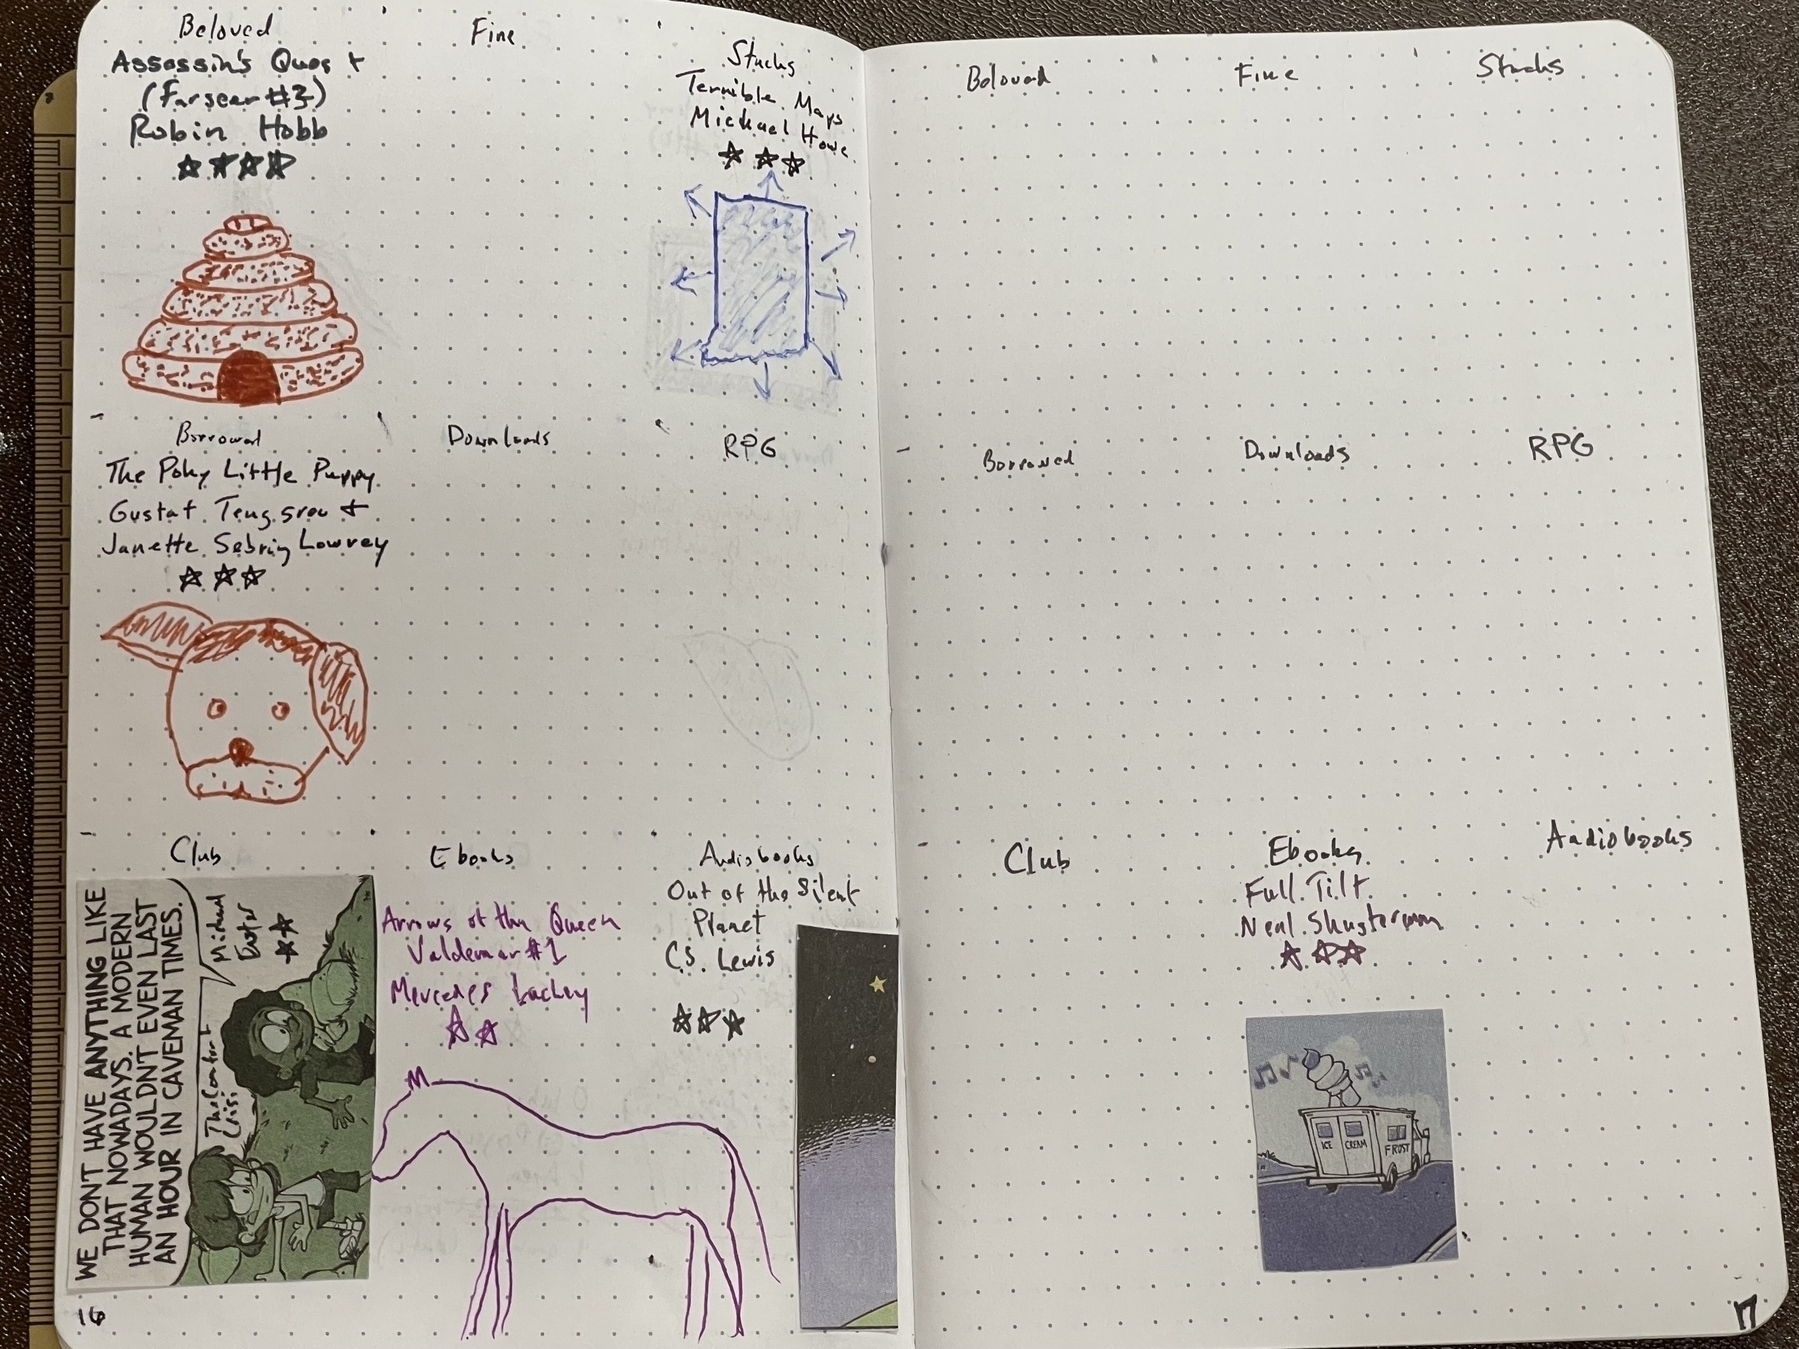 Beloved
Assassin's Quest
(Farseer #3)
Robin Hobb
Fine
Stacks
Terrible Maps
Michael Howe
Borrowed
The Poky Little Puppy
Gustaf Tenggren &
Janette Sebring Lowrey
Downloads
RPG
Club
WE DON'T HAVE ANYTHING LIKE
THAT NOWADAYS. A MODERN
HUMAN WOULDN'T EVEN LAST
AN HOUR IN CAVEMAN TIMES.
Michael
The Comfort
Crisis
Ebooks
Arrows of the Queen
Valdemar #1
Mercedes Lackey
Audiobooks
Out of the Silent
Planet
C.S. Lewis
16
Beloved
Fine
Stacks
Borrowed
Downloads
RPG
Club
Ebooks
Full Tilt
Neal Shusterman
ICE CREAM
FROST
Audiobooks
17